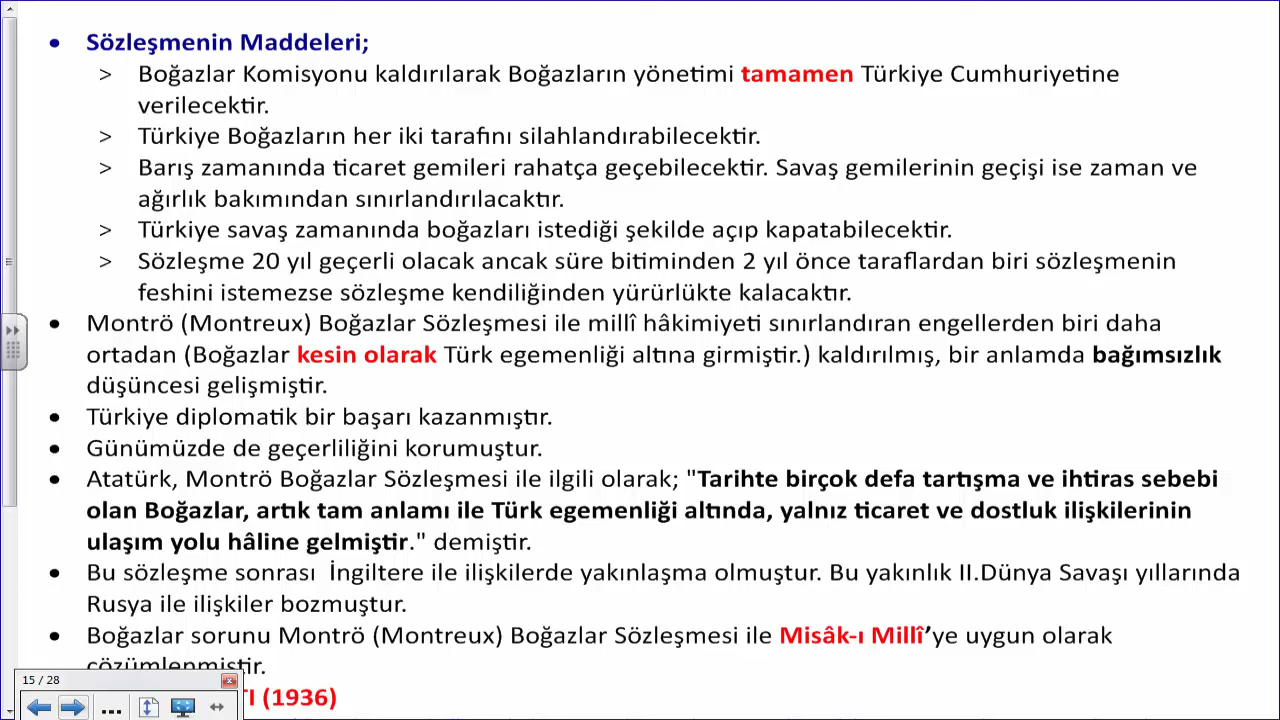 • Sözleşmenin Maddeleri;
> Boğazlar Komisyonu kaldırılarak Boğazların yönetimi tamamen Türkiye Cumhuriyetine
verilecektir.
> Türkiye Boğazların her iki tarafını silahlandırabilecektir.
> Barış zamanında ticaret gemileri rahatça geçebilecektir. Savaş gemilerinin geçişi ise zaman ve
ağırlık bakımından sınırlandırılacaktır.
> Türkiye savaş zamanında boğazları istediği şekilde açıp kapatabilecektir.
> Sözleşme 20 yıl geçerli olacak ancak süre bitiminden 2 yıl önce taraflardan biri sözleşmenin
feshini istemezse sözleşme kendiliğinden yürürlükte kalacaktır.
• Montrö (Montreux) Boğazlar Sözleşmesi ile millî hâkimiyeti sınırlandıran engellerden biri daha
ortadan (Boğazlar kesin olarak Türk egemenliği altına girmiştir.) kaldırılmış, bir anlamda bağımsızlık
düşüncesi gelişmiştir.
• Türkiye diplomatik bir başarı kazanmıştır.
• Günümüzde de geçerliliğini korumuştur.
• Atatürk, Montrö Boğazlar Sözleşmesi ile ilgili olarak; "Tarihte birçok defa tartışma ve ihtiras sebebi
olan Boğazlar, artık tam anlamı ile Türk egemenliği altında, yalnız ticaret ve dostluk ilişkilerinin
ulaşım yolu hâline gelmiştir." demiştir.
• Bu sözleşme sonrası  İngiltere ile ilişkilerde yakınlaşma olmuştur. Bu yakınlık II.Dünya Savaşı yıllarında
Rusya ile ilişkiler bozmuştur.
• Boğazlar sorunu Montrö (Montreux) Boğazlar Sözleşmesi ile Misâk-ı Millî’ye uygun olarak
çözümlenmiştir.
15 / 28
(1936)